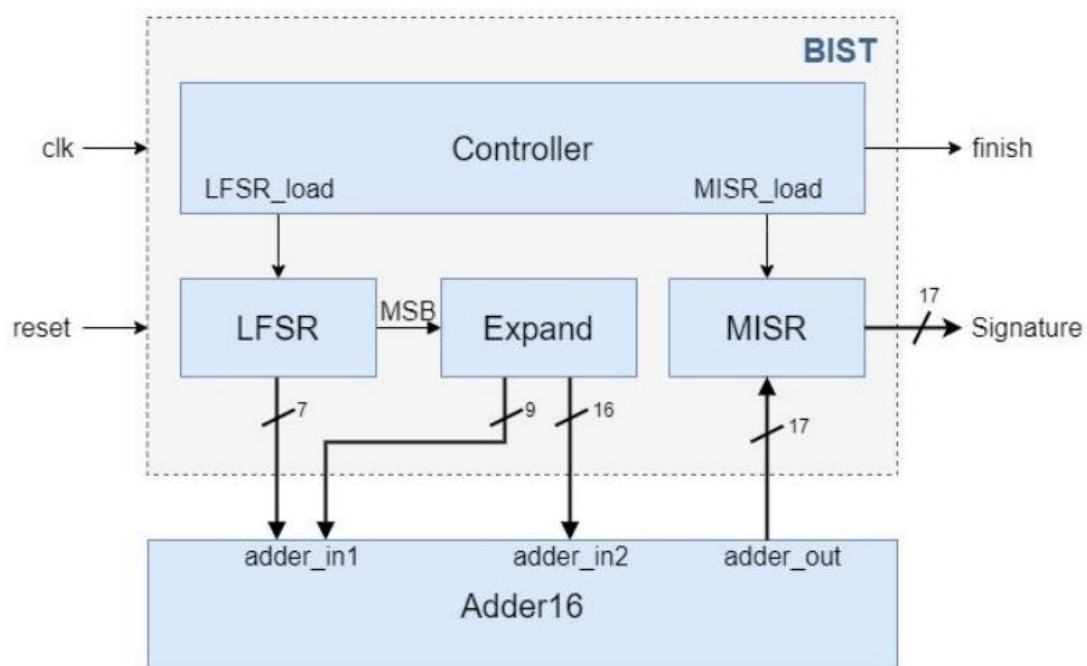 BIST
clk
Controller
finish
LFSR_load
MISR_load
reset
LFSR
MSB
Expand
MISR
17
Signature
7
9
16
17
adder_in1
adder_in2
adder_out
Adder16